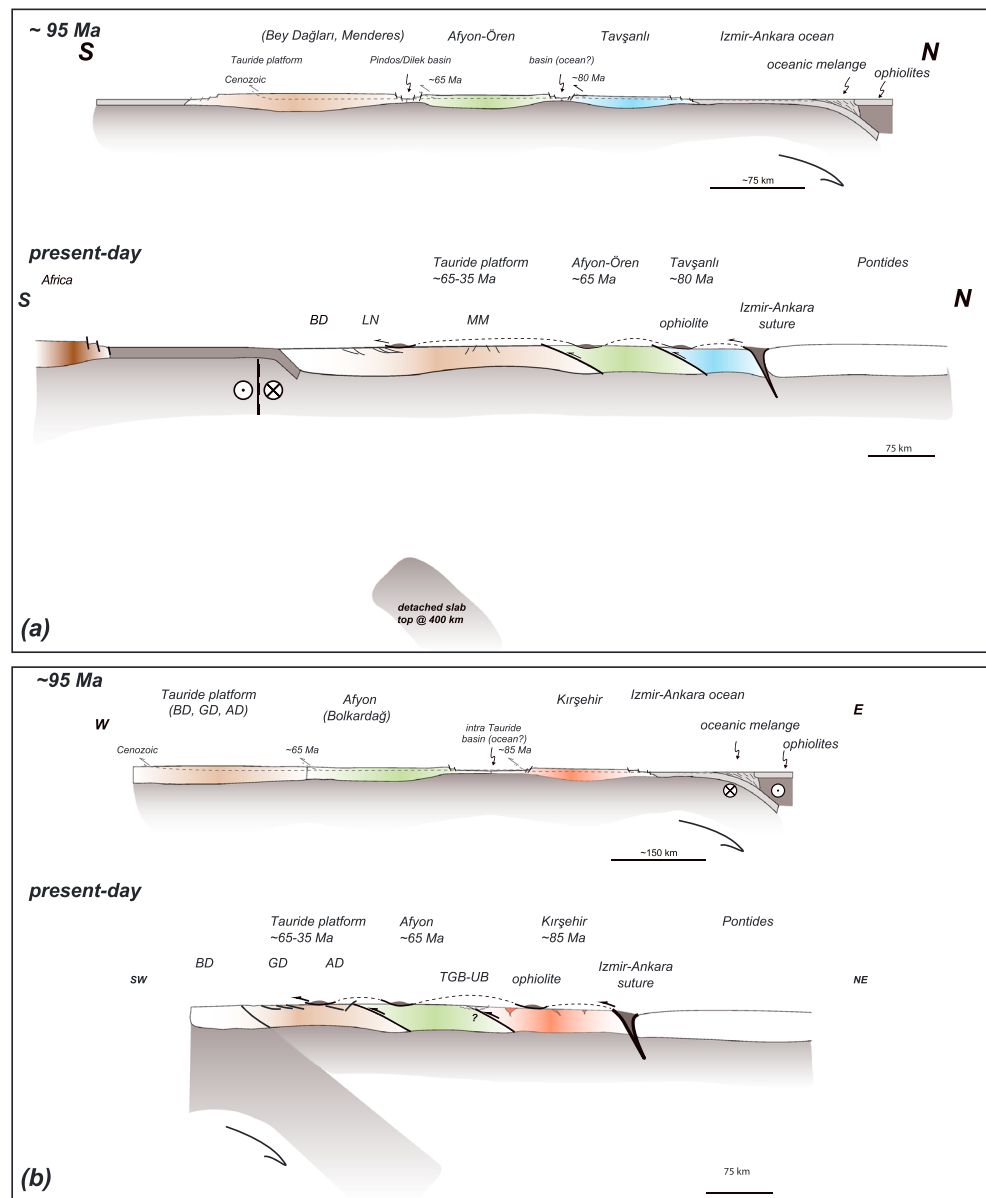 ~ 95 Ma
S
(Bey Dağları, Menderes)
Afyon-Ören
Tavşanlı
Izmir-Ankara ocean
N
Tauride platform
Pindos/Dilek basin
basin (ocean?)
oceanic melange
ophiolites
Cenozoic
~65 Ma
~80 Ma
~75 km
present-day
Africa
S
Tauride platform
~65-35 Ma
Afyon-Ören
~65 Ma
Tavşanlı
~80 Ma
Pontides
N
Izmir-Ankara
suture
BD
LN
MM
ophiolite
75 km
detached slab
top @ 400 km
(a)
~95 Ma
Tauride platform
(BD, GD, AD)
Afyon
(Bolkardağ)
Kırşehir
Izmir-Ankara ocean
W
E
intra Tauride
basin (ocean?)
oceanic melange
ophiolites
Cenozoic
~65 Ma
~85 Ma
~150 km
present-day
Tauride platform
~65-35 Ma
Afyon
~65 Ma
Kırşehir
~85 Ma
Pontides
SW
BD
GD
AD
TGB-UB
ophiolite
Izmir-Ankara
suture
NE
?
75 km
(b)